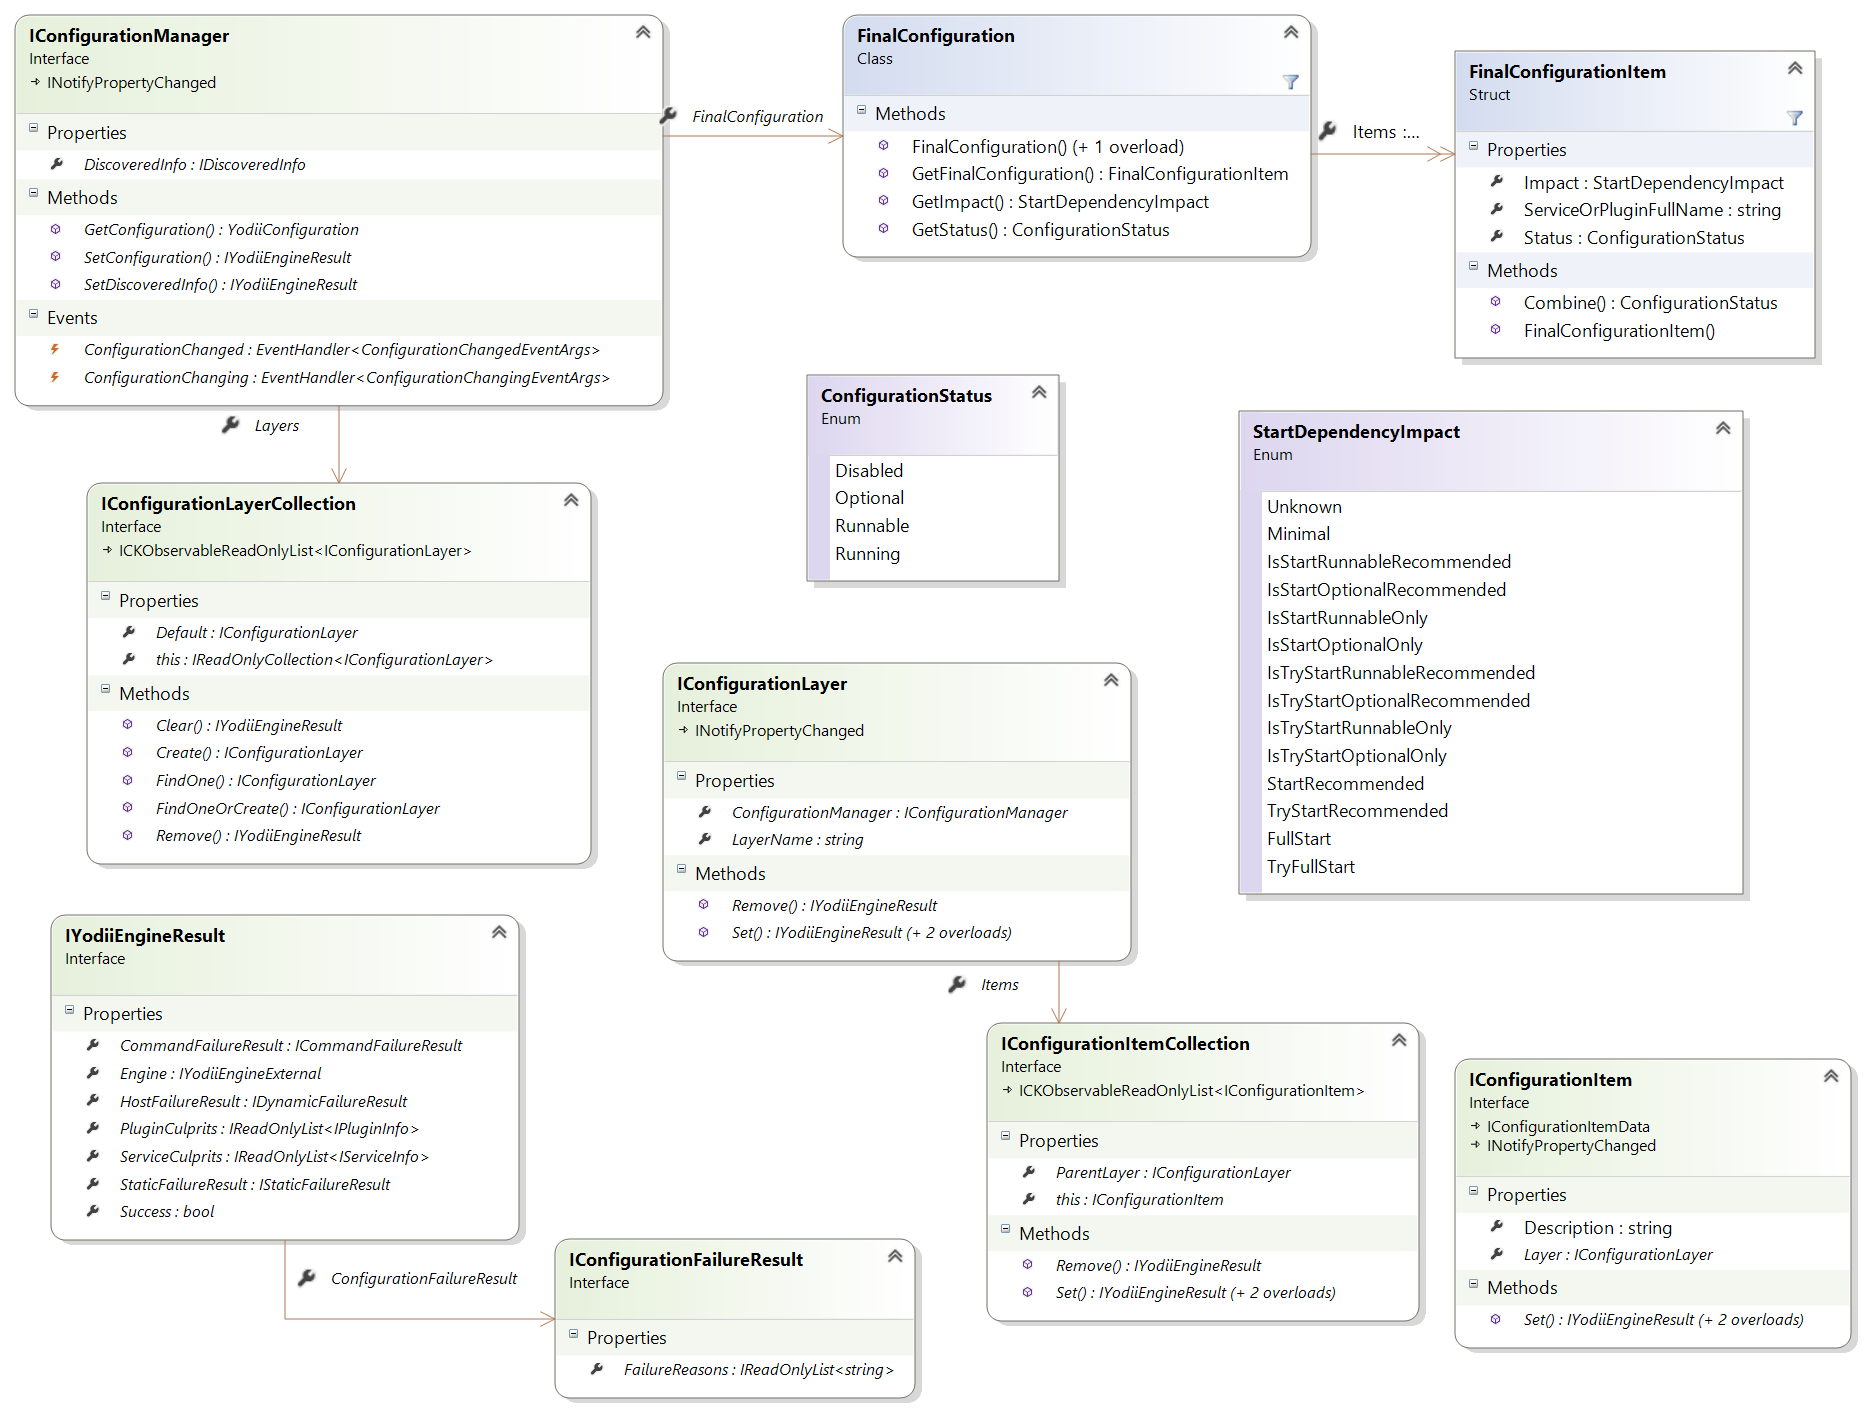 IConfigurationManager
Interface
INotifyPropertyChanged
Properties
DiscoveredInfo : IDiscoveredInfo
Methods
GetConfiguration() : YodiiConfiguration
SetConfiguration() : IYodiiEngineResult
SetDiscoveredInfo() : IYodiiEngineResult
Events
ConfigurationChanged : EventHandler<ConfigurationChangedEventArgs>
ConfigurationChanging : EventHandler<ConfigurationChangingEventArgs>
FinalConfiguration
FinalConfiguration
Class
Methods
FinalConfiguration() (+ 1 overload)
GetFinalConfiguration() : FinalConfigurationItem
GetImpact() : StartDependencyImpact
GetStatus() : ConfigurationStatus
Items :...
FinalConfigurationItem
Struct
Properties
Impact : StartDependencyImpact
ServiceOrPluginFullName : string
Status : ConfigurationStatus
Methods
Combine() : ConfigurationStatus
FinalConfigurationItem()
Layers
IConfigurationLayerCollection
Interface
ICKObservableReadOnlyList<IConfigurationLayer>
Properties
Default : IConfigurationLayer
this : IReadOnlyCollection<IConfigurationLayer>
Methods
Clear() : IYodiiEngineResult
Create() : IConfigurationLayer
FindOne() : IConfigurationLayer
FindOneOrCreate() : IConfigurationLayer
Remove() : IYodiiEngineResult
ConfigurationStatus
Enum
Disabled
Optional
Runnable
Running
StartDependencyImpact
Enum
Unknown
Minimal
IsStartRunnableRecommended
IsStartOptionalRecommended
IsStartRunnableOnly
IsStartOptionalOnly
IsTryStartRunnableRecommended
IsTryStartOptionalRecommended
IsTryStartRunnableOnly
IsTryStartOptionalOnly
StartRecommended
TryStartRecommended
FullStart
TryFullStart
IConfigurationLayer
Interface
INotifyPropertyChanged
Properties
ConfigurationManager : IConfigurationManager
LayerName : string
Methods
Remove() : IYodiiEngineResult
Set() : IYodiiEngineResult (+ 2 overloads)
Items
IYodiiEngineResult
Interface
Properties
CommandFailureResult : ICommandFailureResult
Engine : IYodiiEngineExternal
HostFailureResult : IDynamicFailureResult
PluginCulprits : IReadOnlyList<IPluginInfo>
ServiceCulprits : IReadOnlyList<IServiceInfo>
StaticFailureResult : IStaticFailureResult
Success : bool
ConfigurationFailureResult
IConfigurationFailureResult
Interface
Properties
FailureReasons : IReadOnlyList<string>
IConfigurationItemCollection
Interface
ICKObservableReadOnlyList<IConfigurationItem>
Properties
ParentLayer : IConfigurationLayer
this : IConfigurationItem
Methods
Remove() : IYodiiEngineResult
Set() : IYodiiEngineResult (+ 2 overloads)
IConfigurationItem
Interface
IConfigurationItemData
INotifyPropertyChanged
Properties
Description : string
Layer : IConfigurationLayer
Methods
Set() : IYodiiEngineResult (+ 2 overloads)